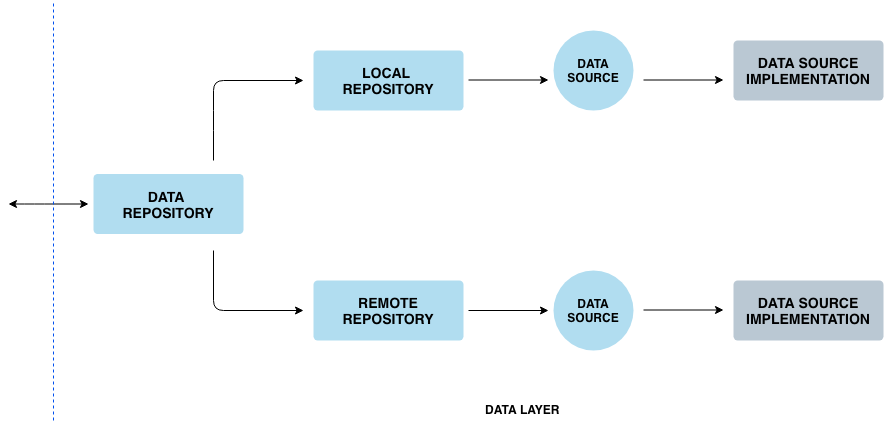 LOCAL
REPOSITORY
DATA
SOURCE
DATA SOURCE
IMPLEMENTATION
DATA
REPOSITORY
REMOTE
REPOSITORY
DATA
SOURCE
DATA SOURCE
IMPLEMENTATION
DATA LAYER